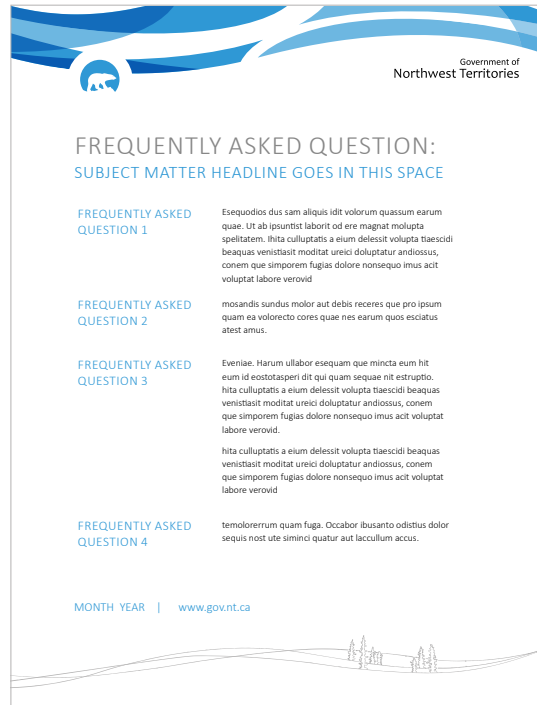 Government of
Northwest Territories
FREQUENTLY ASKED QUESTION:
SUBJECT MATTER HEADLINE GOES IN THIS SPACE
FREQUENTLY ASKED
QUESTION 1
Esequodios dus sam aliquis idit volorum quassum earum
quae. Ut ab ipsuntist laborit od ere magnat molupta
spelitatem. Ihita culluptatis a eium delessit volupta tiaescidi
beaquas venistiasit moditat ureici doluptatur andiossus,
conem que simporem fugias dolore nonsequo imus acit
voluptat labore cerrovid
FREQUENTLY ASKED
QUESTION 2
mosandis sundus molor aut debis receres que pro ipsum
quam ea volorecto cores quae nes earum quos esciatus
atest amus.
FREQUENTLY ASKED
QUESTION 3
Eveniae. Harum ullabor esequam que mincta eum hit
eum id eostotasperi dit qui quam sequae nit estruptio.
hita culluptatis a eium delessit volupta tiaescidi beaquas
venistiasit moditat ureici doluptatur andiossus, conem
que simporem fugias dolore nonsequo imus acit voluptat
labore verovid.
hita culluptatis a eium delessit volupta tiaescidi beaquas
venistiasit moditat ureici doluptatur andiossus, conem
que simporem fugias dolore nonsequo imus acit voluptat
labore verovid
FREQUENTLY ASKED
QUESTION 4
temolorerrum quam fuga. Occabor ibusanto odistius dolor
sequis nost ute siminci quatur aut laccullum accus.
MONTH YEAR | www.gov.nt.ca